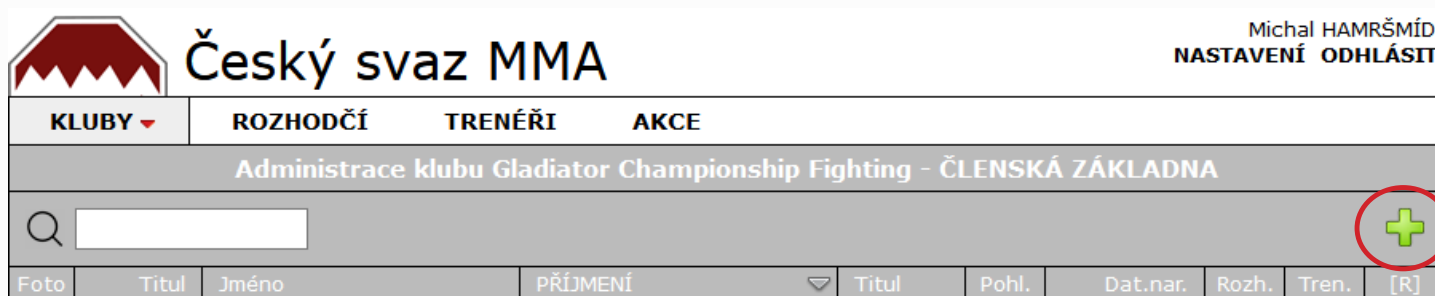 Český svaz MMA
Michal HAMRŠMÍD
NASTAVENÍ ODHLÁSIT
KLUBY ROZHODČÍ TRENÉŘI AKCE
Administrace klubu Gladiator Championship Fighting - ČLENSKÁ ZÁKLADNA
Foto Titul Jméno PŘÍJMENÍ Titul Pohl. Dat.nar. Rozh. Tren. [R]